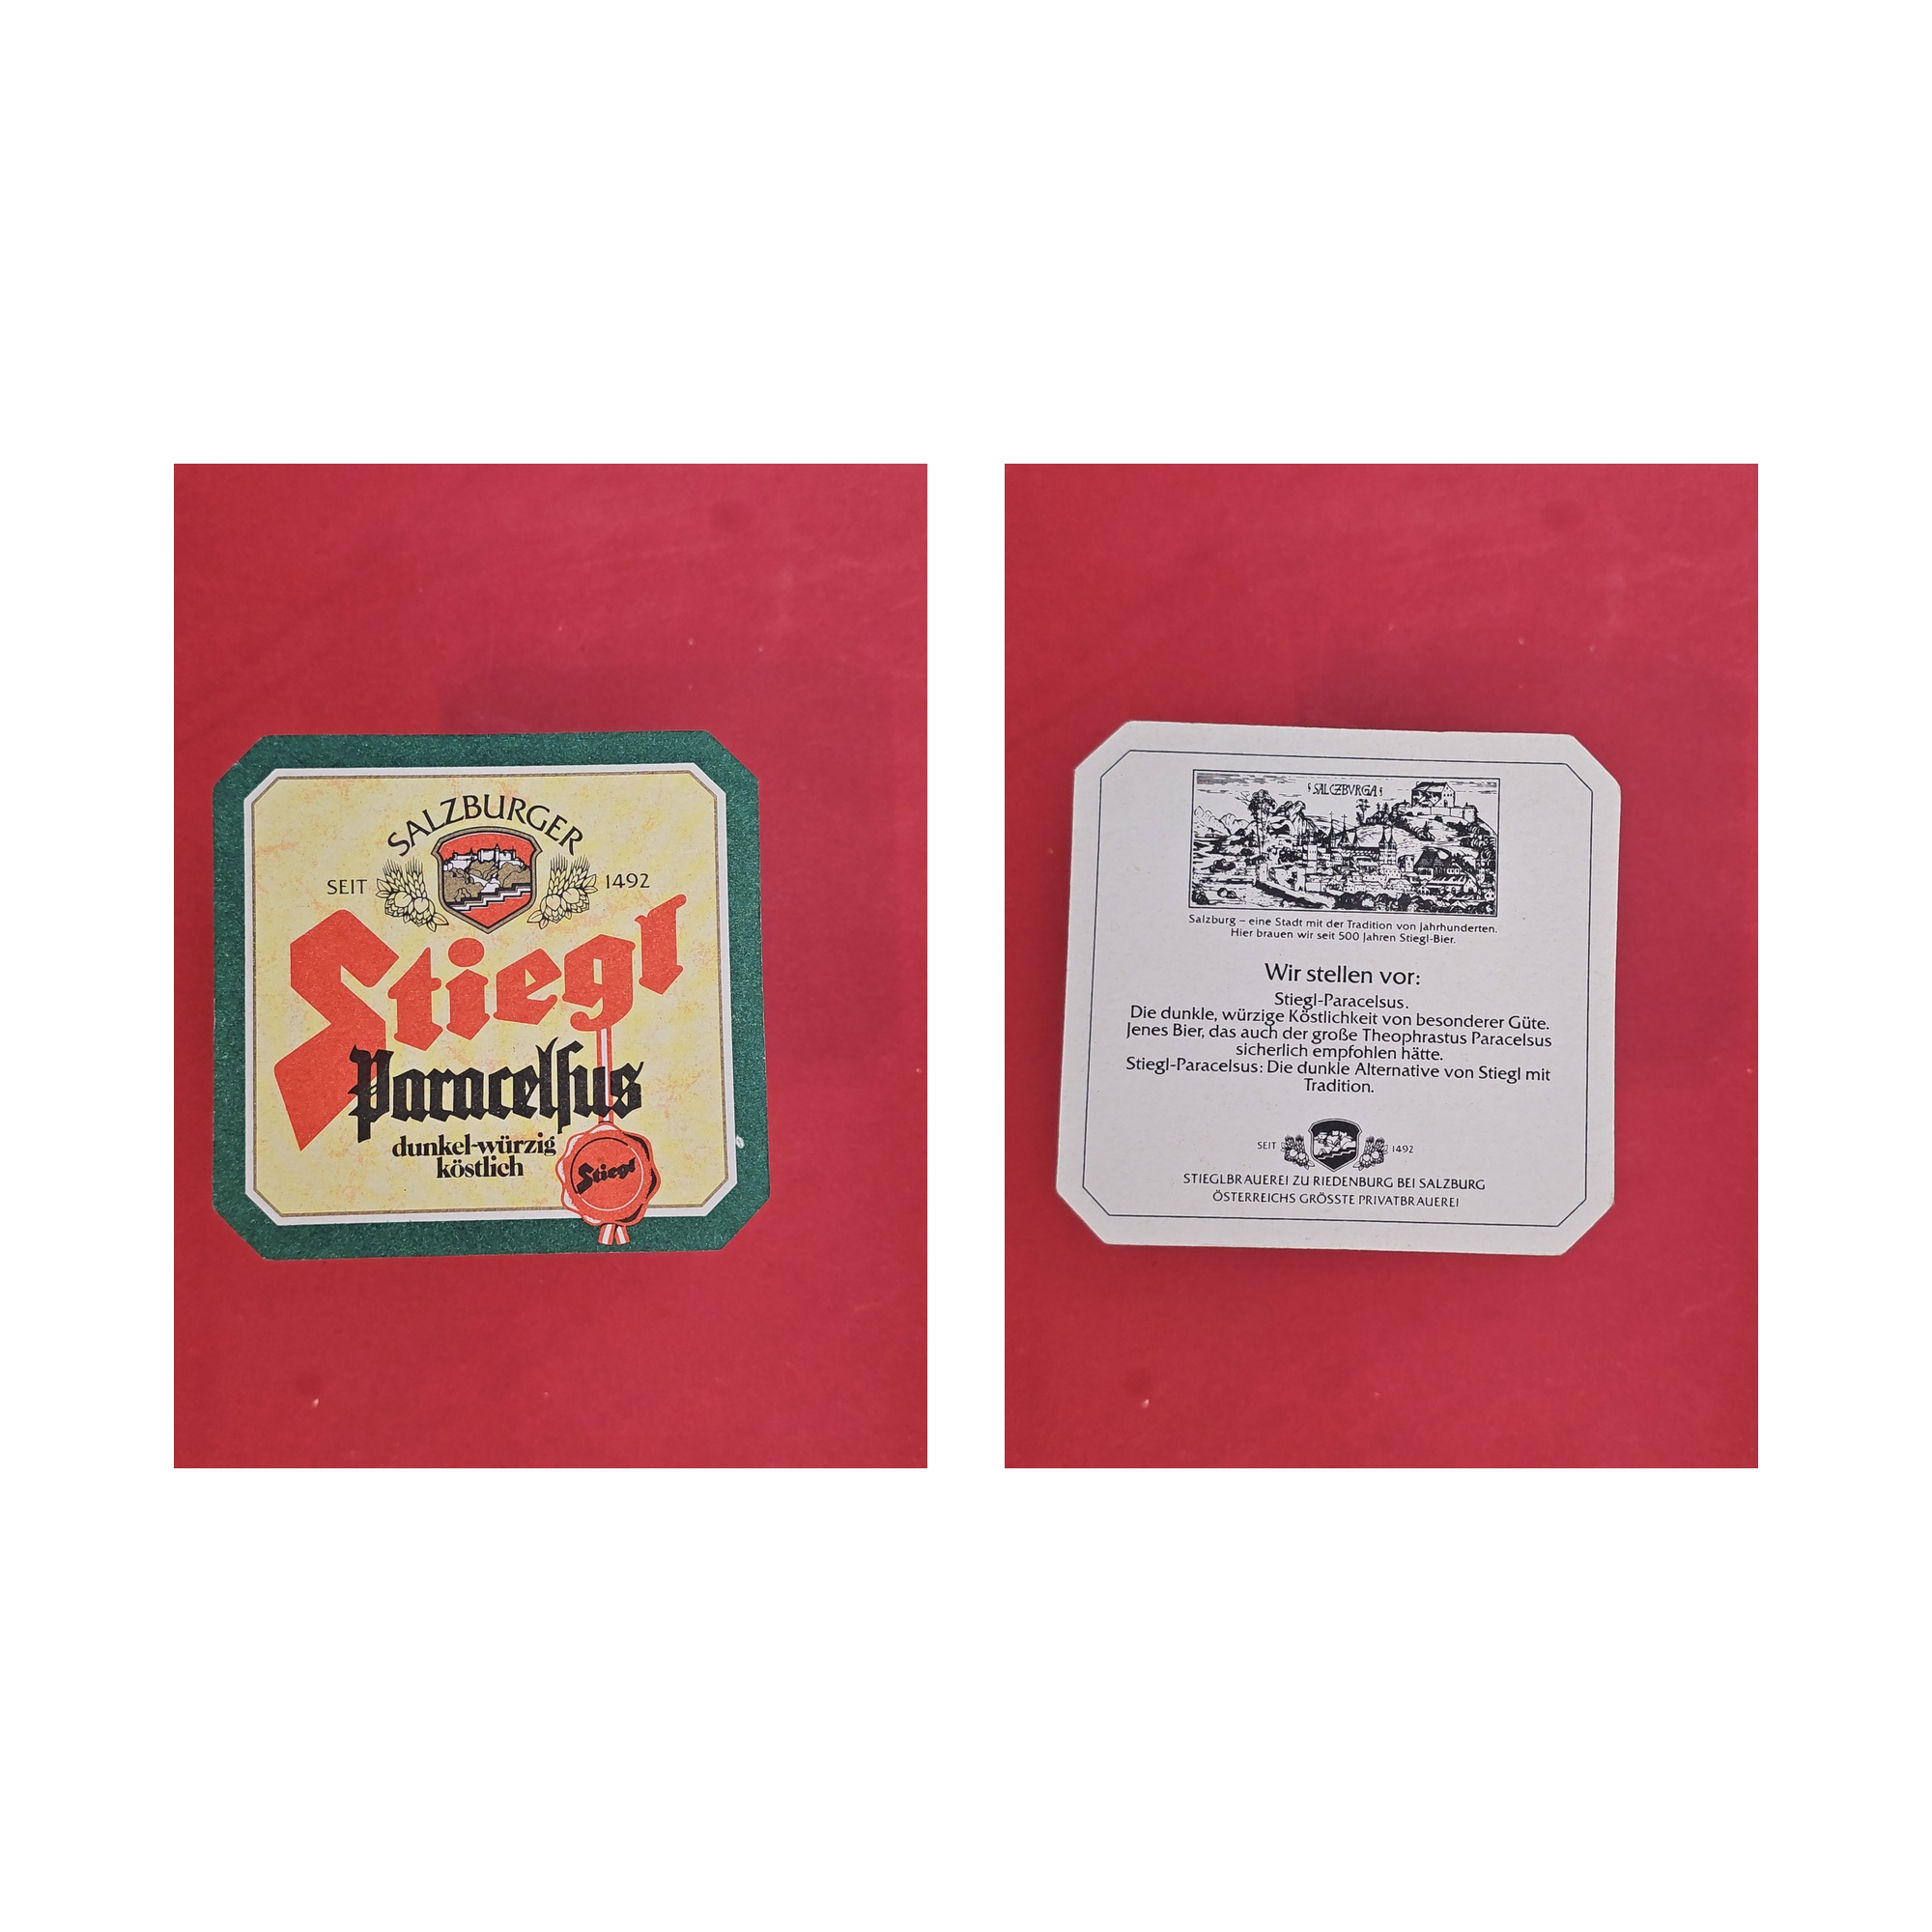 SALZBURGER
SEIT 1492
Stiegl
Paracelsus
dunkel-würzig
köstlich
Stiegl
SALCZBVRGA
Salzburg – eine Stadt mit der Tradition von Jahrhunderten.
Hier brauen wir seit 500 Jahren Stiegl-Bier.
Wir stellen vor:
Stiegl-Paracelsus.
Die dunkle, würzige Köstlichkeit von besonderer Güte.
Jenes Bier, das auch der große Theophrastus Paracelsus
sicherlich empfohlen hätte.
Stiegl-Paracelsus: Die dunkle Alternative von Stiegl mit
Tradition.
SEIT 1492
STIEGLBRAUEREI ZU RIEDENBURG BEI SALZBURG
ÖSTERREICHS GRÖSSTE PRIVATBRAUEREI